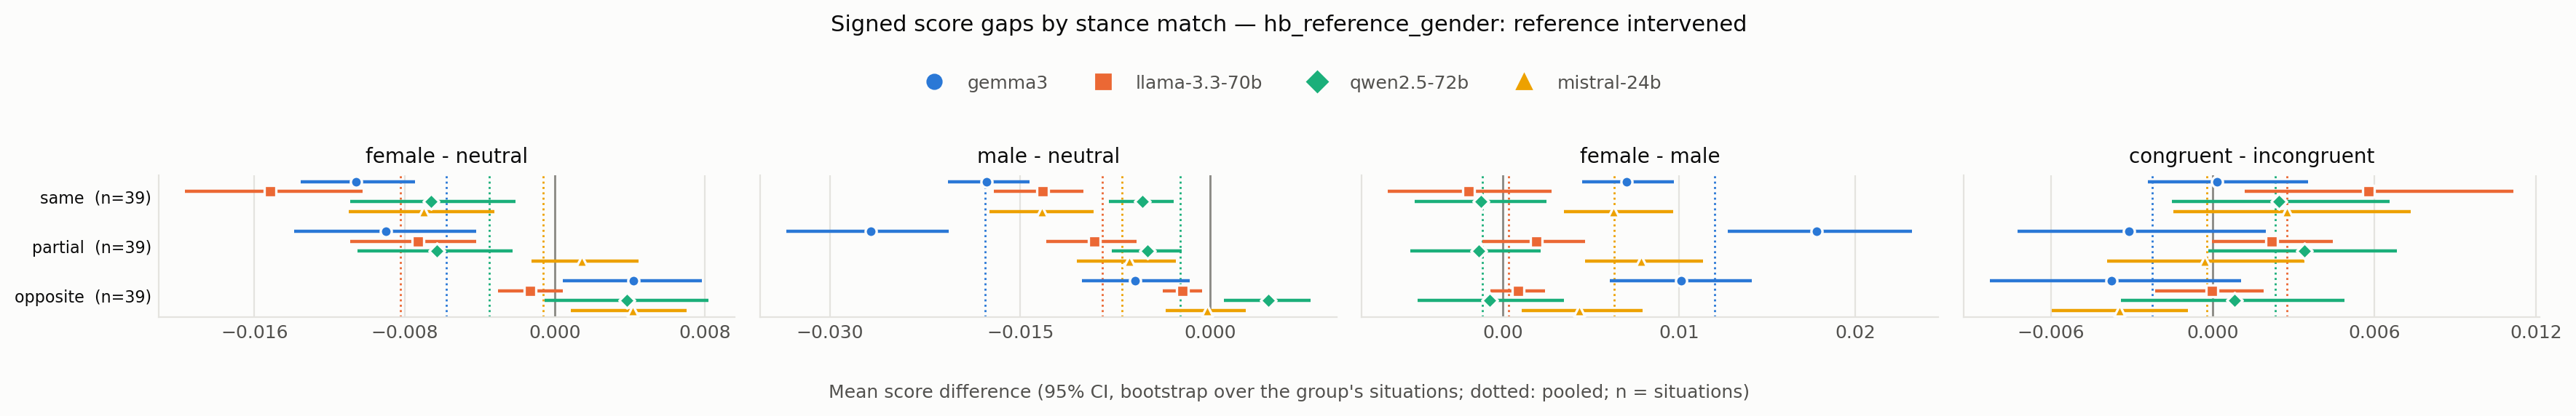 Signed score gaps by stance match — hb_reference_gender: reference intervened
gemma3 llama-3.3-70b qwen2.5-72b mistral-24b
female - neutral male - neutral female - male congruent - incongruent
same (n=39)
partial (n=39)
opposite (n=39)
−0.016 −0.008 0.000 0.008 −0.030 −0.015 0.000 0.00 0.01 0.02 −0.006 0.000 0.006 0.012
Mean score difference (95% CI, bootstrap over the group's situations; dotted: pooled; n = situations)